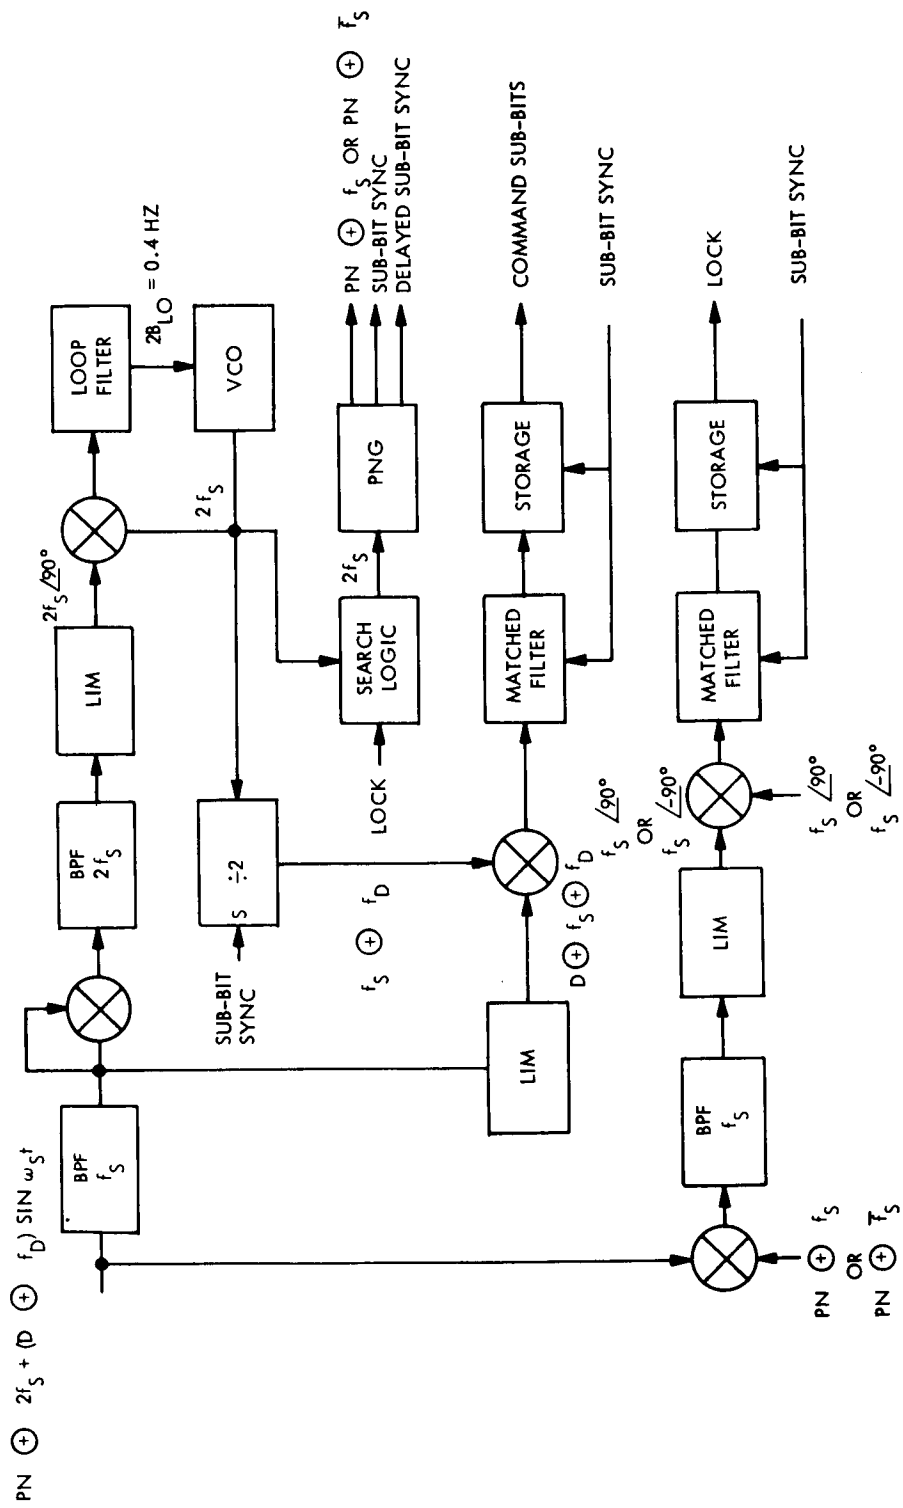 PN ⊕ 2f_S + (D ⊕ f_D) SIN ω_S t
BPF
f_S
BPF
2f_S
LIM
2f_S ∠90°
LOOP
FILTER
2B_LO = 0.4 HZ
VCO
2f_S
SUB-BIT
SYNC
S
÷2
f_S ⊕ f_D
LOCK
SEARCH
LOGIC
2f_S
PNG
PN ⊕ f_S OR PN ⊕ f̅_S
SUB-BIT SYNC
DELAYED SUB-BIT SYNC
LIM
D ⊕ f_S ⊕ f_D
MATCHED
FILTER
STORAGE
COMMAND SUB-BITS
SUB-BIT SYNC
PN ⊕ f_S
OR
PN ⊕ f̅_S
BPF
f_S
LIM
f_S ∠90°
OR
f_S ∠-90°
f_S ∠90°
OR
f_S ∠-90°
MATCHED
FILTER
STORAGE
LOCK
SUB-BIT SYNC